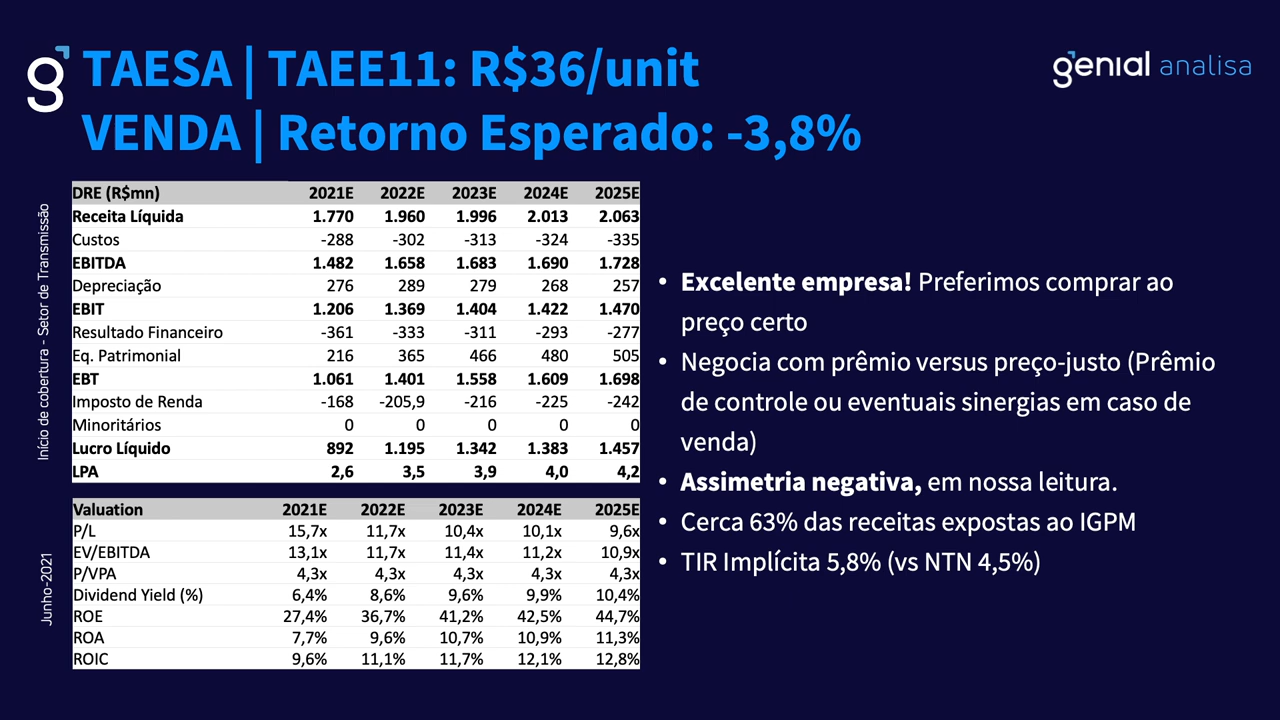 g TAESA | TAEE11: R$36/unit
VENDA | Retorno Esperado: -3,8%
genial analisa
Início de cobertura - Setor de Transmissão
DRE (R$mn) 2021E 2022E 2023E 2024E 2025E
Receita Líquida 1.770 1.960 1.996 2.013 2.063
Custos -288 -302 -313 -324 -335
EBITDA 1.482 1.658 1.683 1.690 1.728
Depreciação 276 289 279 268 257
EBIT 1.206 1.369 1.404 1.422 1.470
Resultado Financeiro -361 -333 -311 -293 -277
Eq. Patrimonial 216 365 466 480 505
EBT 1.061 1.401 1.558 1.609 1.698
Imposto de Renda -168 -205,9 -216 -225 -242
Minoritários 0 0 0 0 0
Lucro Líquido 892 1.195 1.342 1.383 1.457
LPA 2,6 3,5 3,9 4,0 4,2
Junho-2021
Valuation 2021E 2022E 2023E 2024E 2025E
P/L 15,7x 11,7x 10,4x 10,1x 9,6x
EV/EBITDA 13,1x 11,7x 11,4x 11,2x 10,9x
P/VPA 4,3x 4,3x 4,3x 4,3x 4,3x
Dividend Yield (%) 6,4% 8,6% 9,6% 9,9% 10,4%
ROE 27,4% 36,7% 41,2% 42,5% 44,7%
ROA 7,7% 9,6% 10,7% 10,9% 11,3%
ROIC 9,6% 11,1% 11,7% 12,1% 12,8%
• Excelente empresa! Preferimos comprar ao
preço certo
• Negocia com prêmio versus preço-justo (Prêmio
de controle ou eventuais sinergias em caso de
venda)
• Assimetria negativa, em nossa leitura.
• Cerca 63% das receitas expostas ao IGPM
• TIR Implícita 5,8% (vs NTN 4,5%)